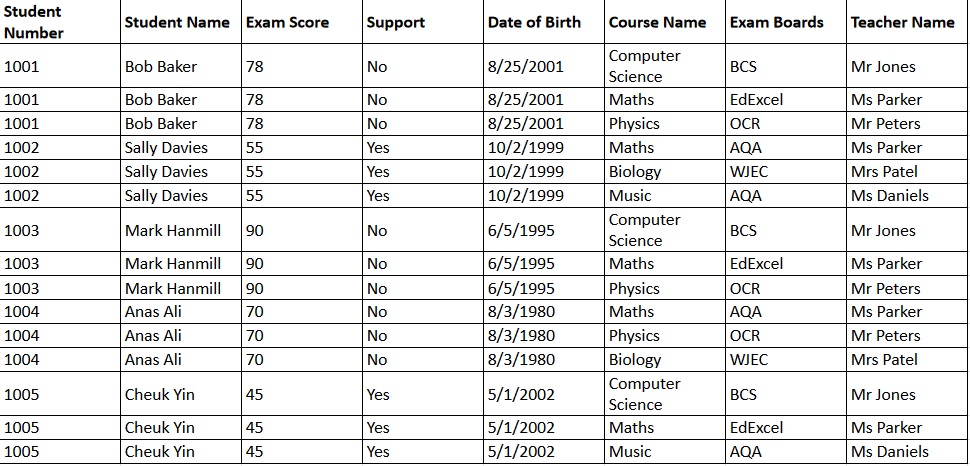 Student Number Student Name Exam Score Support Date of Birth Course Name Exam Boards Teacher Name
1001 Bob Baker 78 No 8/25/2001 Computer Science BCS Mr Jones
1001 Bob Baker 78 No 8/25/2001 Maths EdExcel Ms Parker
1001 Bob Baker 78 No 8/25/2001 Physics OCR Mr Peters
1002 Sally Davies 55 Yes 10/2/1999 Maths AQA Ms Parker
1002 Sally Davies 55 Yes 10/2/1999 Biology WJEC Mrs Patel
1002 Sally Davies 55 Yes 10/2/1999 Music AQA Ms Daniels
1003 Mark Hanmill 90 No 6/5/1995 Computer Science BCS Mr Jones
1003 Mark Hanmill 90 No 6/5/1995 Maths EdExcel Ms Parker
1003 Mark Hanmill 90 No 6/5/1995 Physics OCR Mr Peters
1004 Anas Ali 70 No 8/3/1980 Maths AQA Ms Parker
1004 Anas Ali 70 No 8/3/1980 Physics OCR Mr Peters
1004 Anas Ali 70 No 8/3/1980 Biology WJEC Mrs Patel
1005 Cheuk Yin 45 Yes 5/1/2002 Computer Science BCS Mr Jones
1005 Cheuk Yin 45 Yes 5/1/2002 Maths EdExcel Ms Parker
1005 Cheuk Yin 45 Yes 5/1/2002 Music AQA Ms Daniels